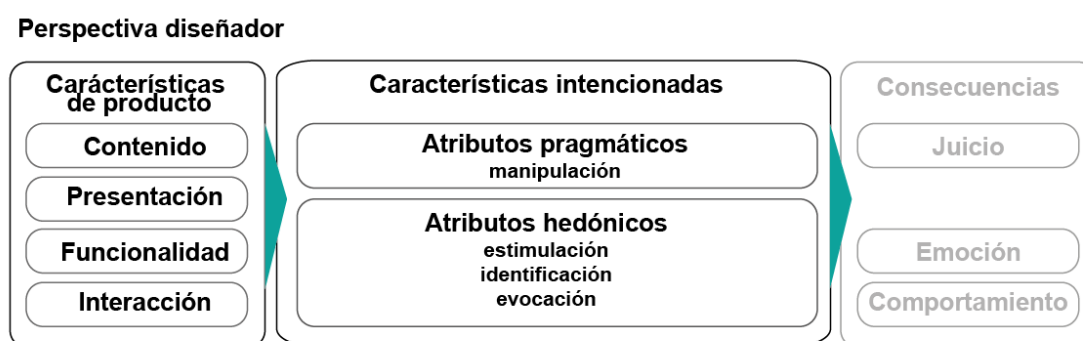 Perspectiva diseñador
Carácterísticas
de producto
Contenido
Presentación
Funcionalidad
Interacción
Características intencionadas
Atributos pragmáticos
manipulación
Atributos hedónicos
estimulación
identificación
evocación
Consecuencias
Juicio
Emoción
Comportamiento